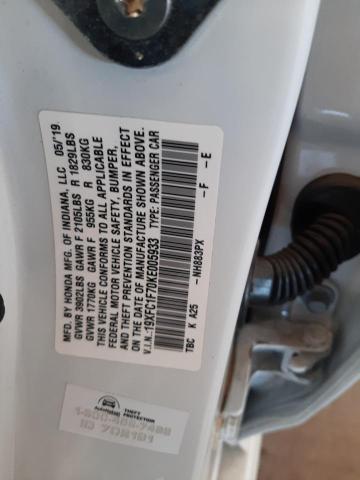 MFD. BY HONDA MFG. OF INDIANA, LLC 05/'19
GVWR 3902LBS GAWR F 2105LBS R 1829LBS
GVWR 1770KG GAWR F 955KG R 830KG
THIS VEHICLE CONFORMS TO ALL APPLICABLE
FEDERAL MOTOR VEHICLE SAFETY, BUMPER,
AND THEFT PREVENTION STANDARDS IN EFFECT
ON THE DATE OF MANUFACTURE SHOWN ABOVE.
V.I.N.: 19XFC1F70KE005933 TYPE: PASSENGER CAR
NH883PX -F -E
TBC K A25
THEFT
PROTECTION
ID 7DN1B1